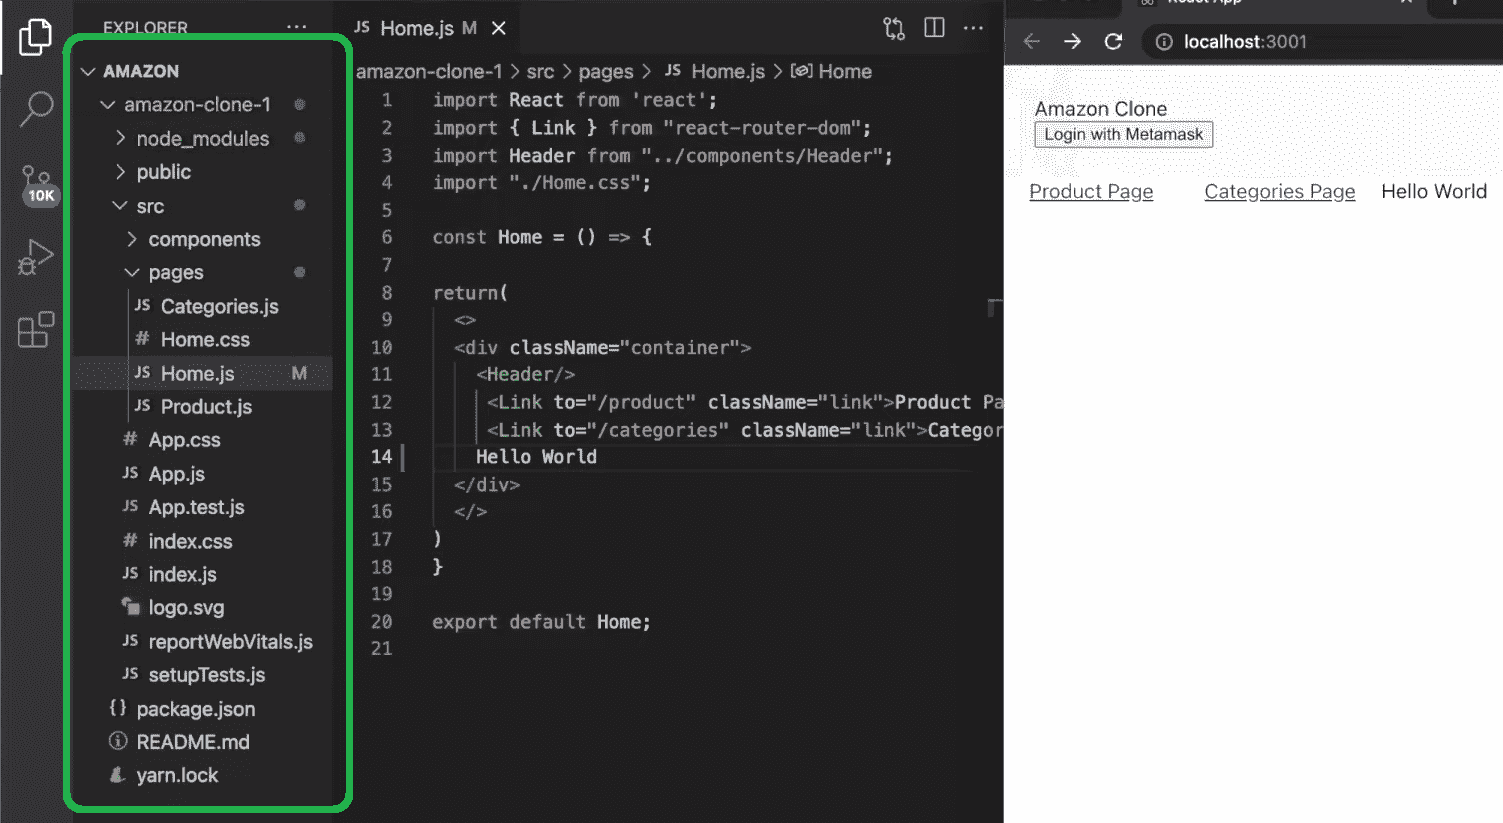 EXPLORER ...
AMAZON
amazon-clone-1
node_modules
public
src
components
pages
JS Categories.js
# Home.css
JS Home.js M
JS Product.js
# App.css
JS App.js
JS App.test.js
# index.css
JS index.js
logo.svg
JS reportWebVitals.js
JS setupTests.js
{} package.json
README.md
yarn.lock
10K
JS Home.js M
amazon-clone-1 > src > pages > JS Home.js > Home
1 import React from 'react';
2 import { Link } from "react-router-dom";
3 import Header from "../components/Header";
4 import "./Home.css";
5
6 const Home = () => {
7
8 return(
9 <>
10 <div className="container">
11 <Header/>
12 <Link to="/product" className="link">Product Pa
13 <Link to="/categories" className="link">Categor
14 Hello World
15 </div>
16 </>
17 )
18 }
19
20 export default Home;
21
React App
localhost:3001
Amazon Clone
Login with Metamask
Product Page Categories Page Hello World